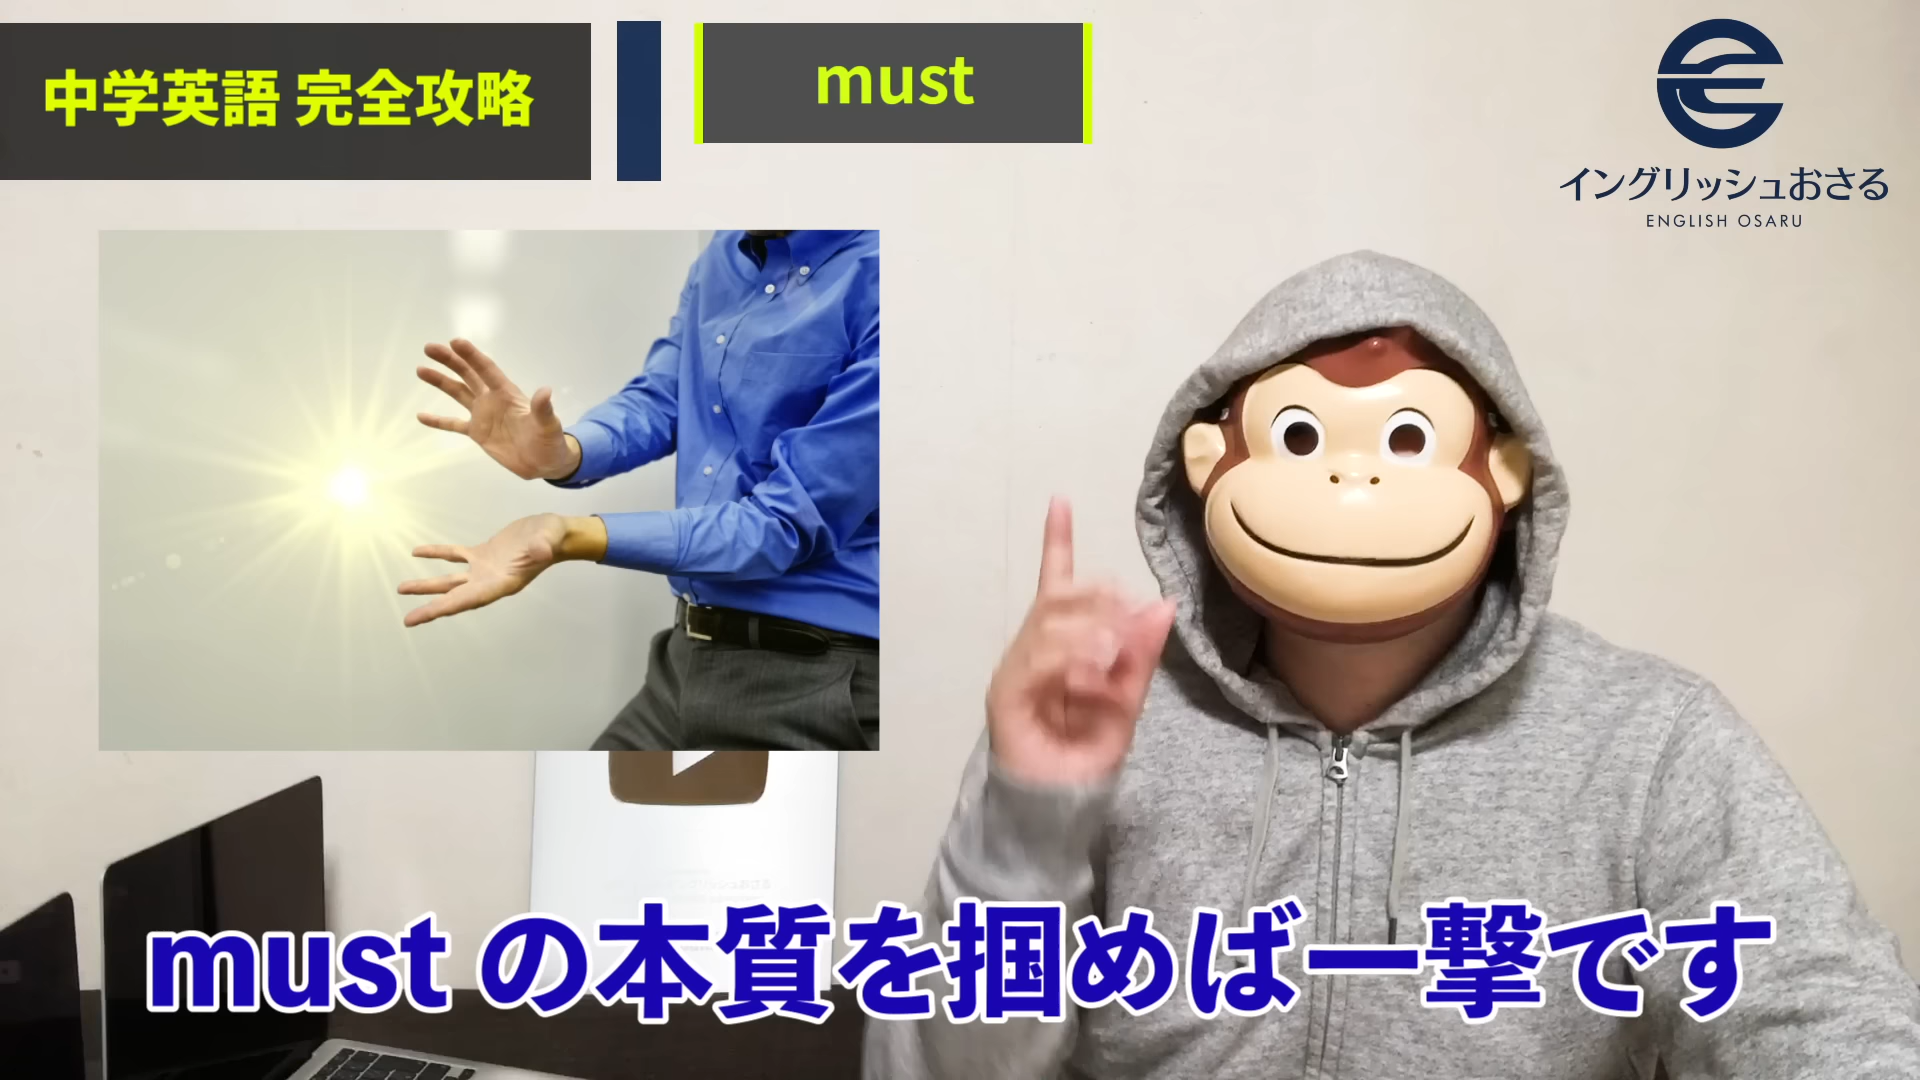 中学英語 完全攻略
must
イングリッシュおさる
ENGLISH OSARU
must の本質を掴めば一撃です